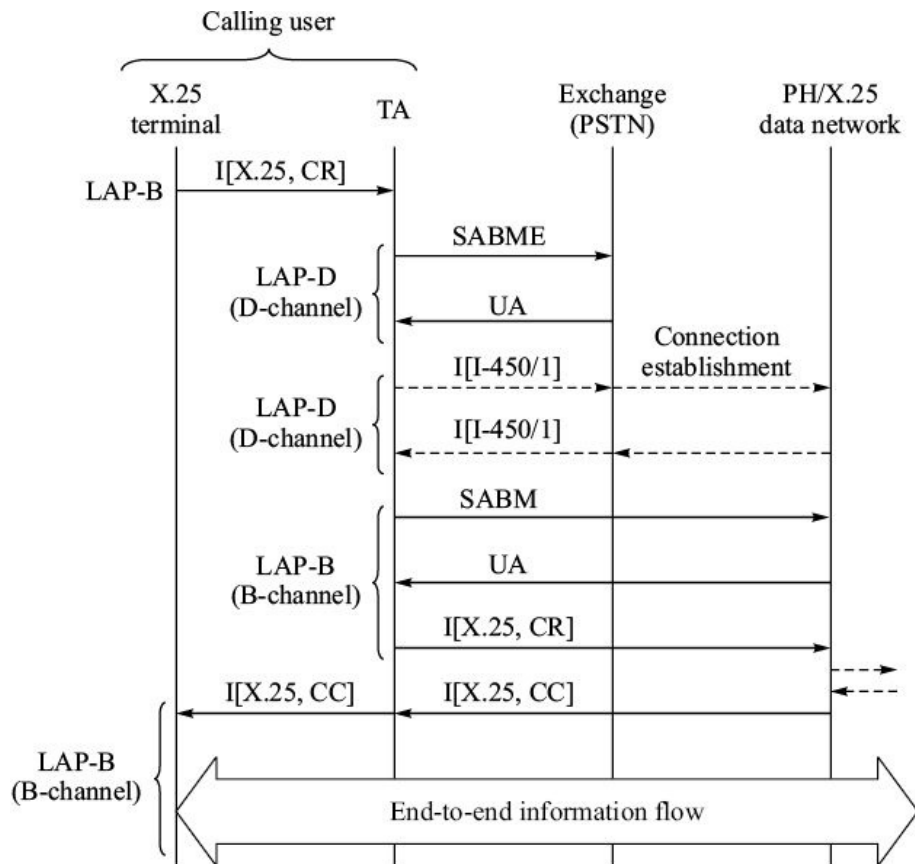 Calling user
X.25
terminal
TA
Exchange
(PSTN)
PH/X.25
data network
I[X.25, CR]
LAP-B
SABME
LAP-D
(D-channel)
UA
Connection
establishment
I[I-450/1]
LAP-D
(D-channel)
I[I-450/1]
SABM
LAP-B
(B-channel)
UA
I[X.25, CR]
I[X.25, CC]
I[X.25, CC]
LAP-B
(B-channel)
End-to-end information flow